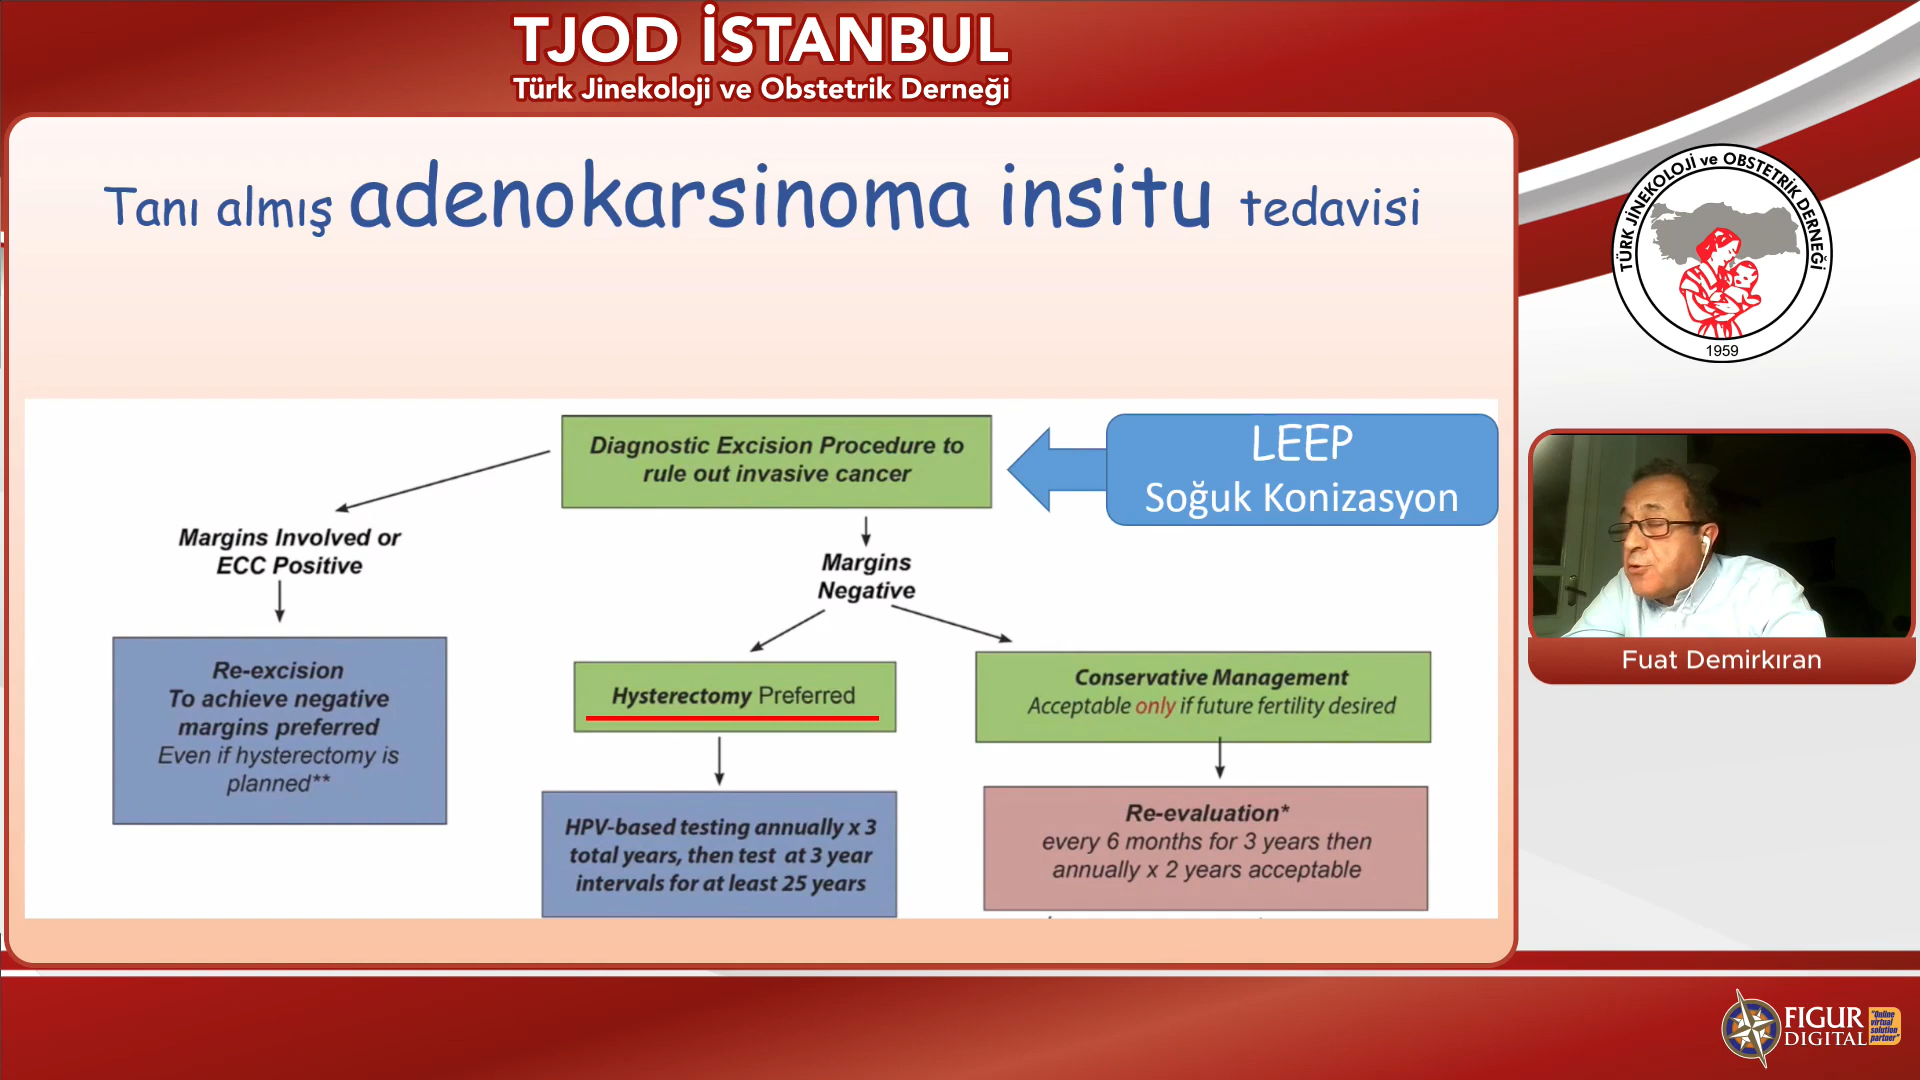 TJOD İSTANBUL
Türk Jinekoloji ve Obstetrik Derneği
Tanı almış adenokarsinoma insitu tedavisi
TÜRK JİNEKOLOJİ ve OBSTETRİK DERNEĞİ
1959
Diagnostic Excision Procedure to
rule out invasive cancer
LEEP
Soğuk Konizasyon
Margins Involved or
ECC Positive
Margins
Negative
Re-excision
To achieve negative
margins preferred
Even if hysterectomy is
planned**
Hysterectomy Preferred
Conservative Management
Acceptable only if future fertility desired
HPV-based testing annually x 3
total years, then test at 3 year
intervals for at least 25 years
Re-evaluation*
every 6 months for 3 years then
annually x 2 years acceptable
Fuat Demirkıran
FIGUR
DIGITAL
"Online
virtual
solution
partner"